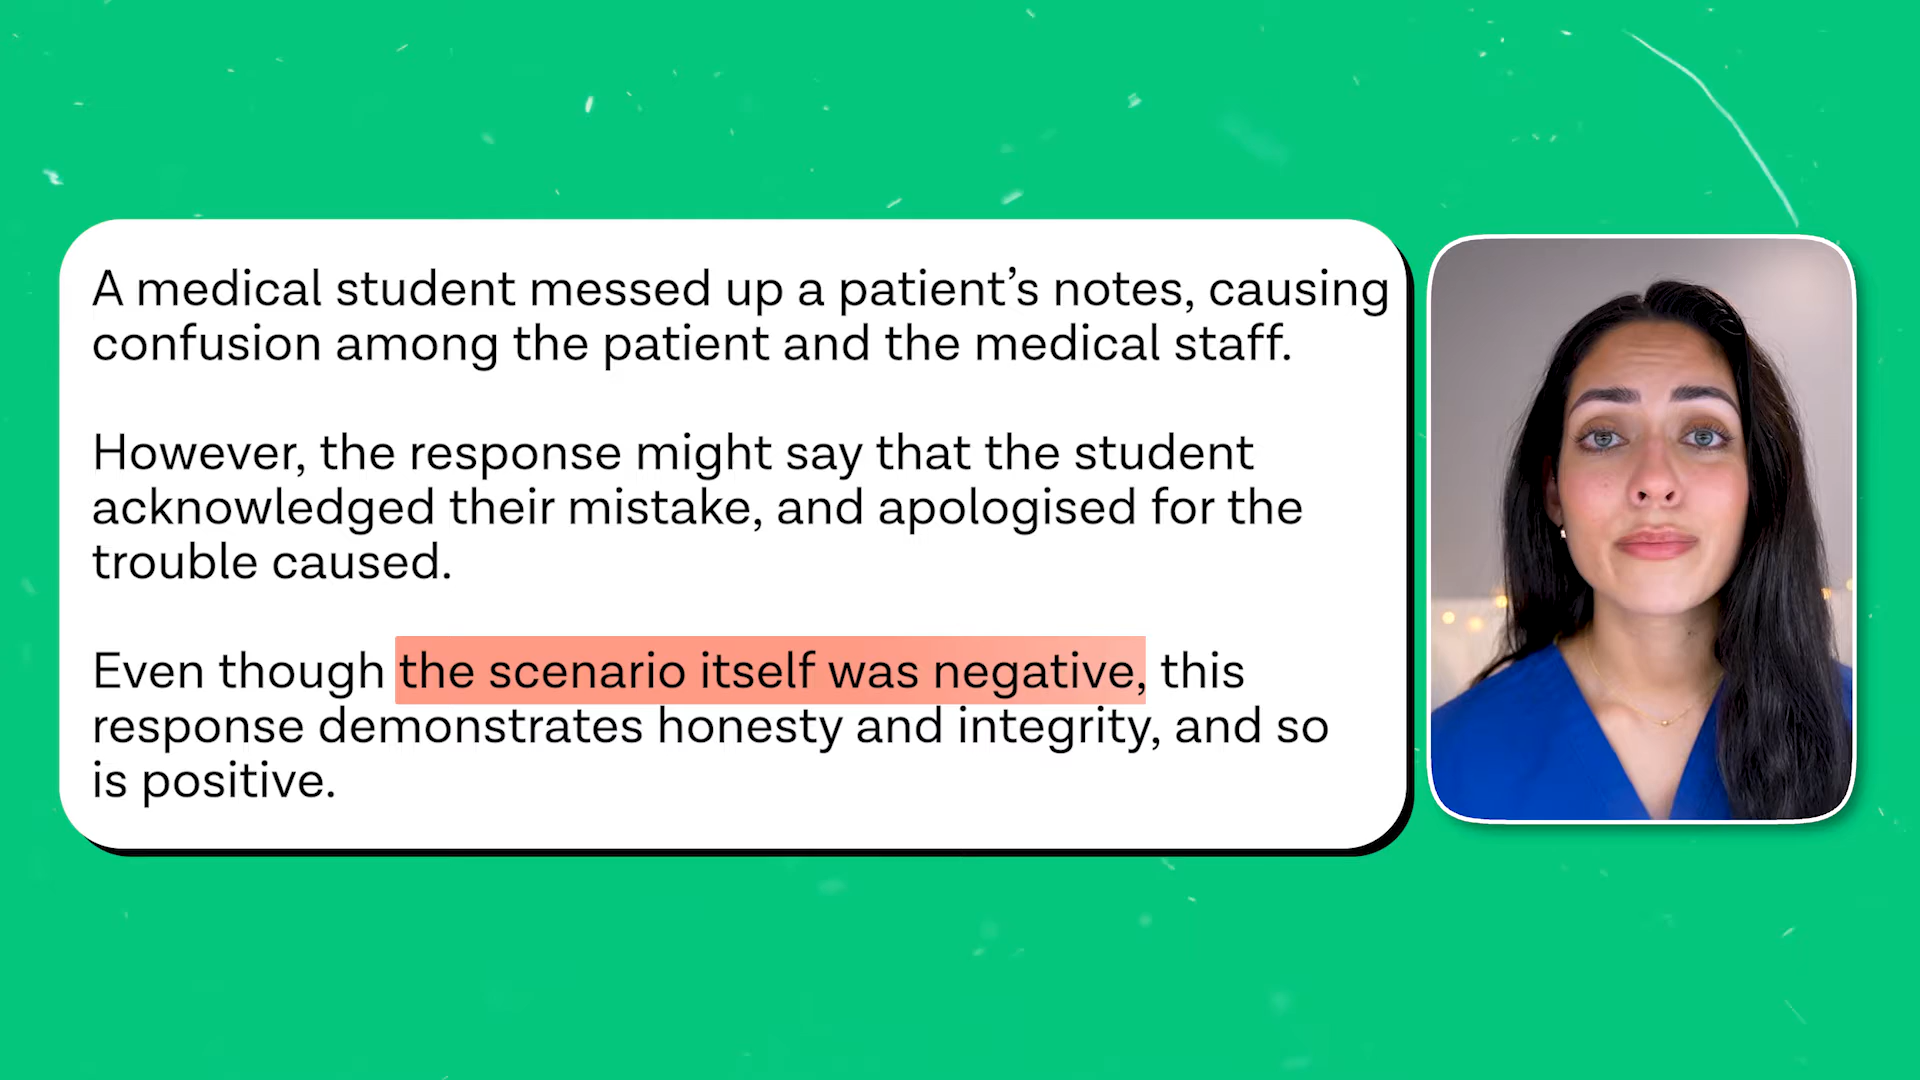 A medical student messed up a patient’s notes, causing
confusion among the patient and the medical staff.
However, the response might say that the student
acknowledged their mistake, and apologised for the
trouble caused.
Even though the scenario itself was negative, this
response demonstrates honesty and integrity, and so
is positive.